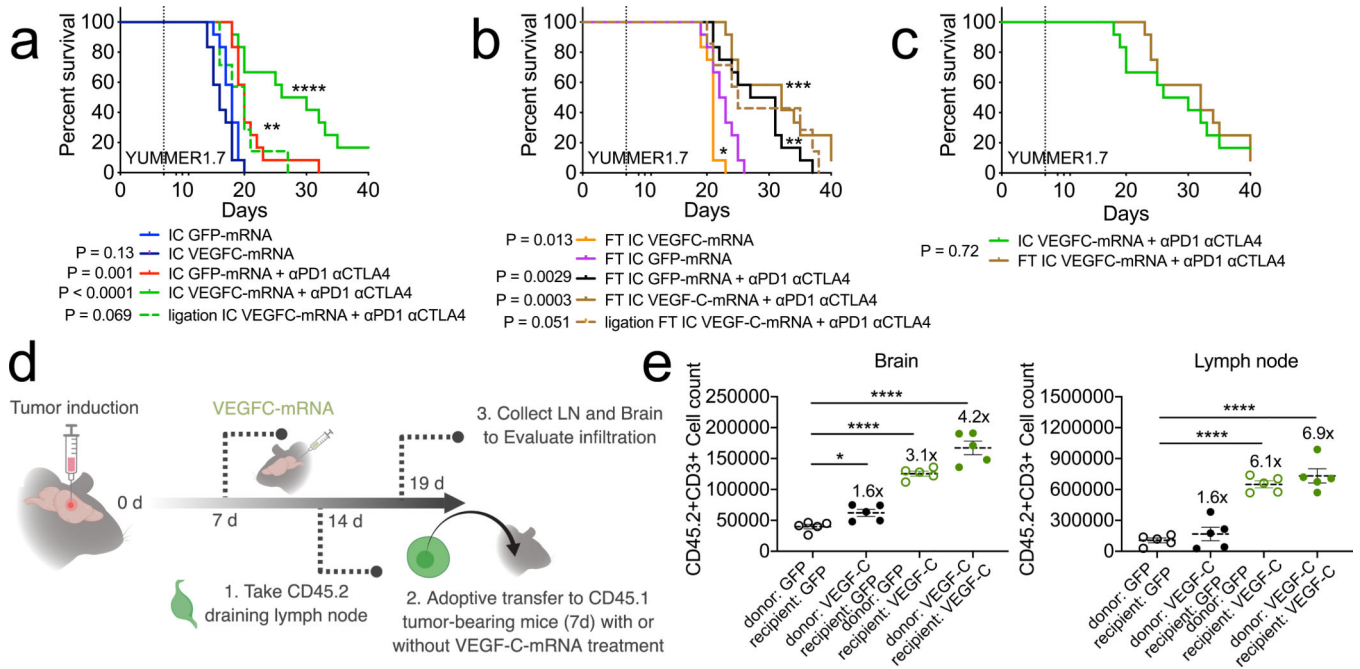 a
Percent survival
100
80
60
40
20
0
YUMMER1.7
0
10
20
30
40
Days
****
**
IC GFP-mRNA
P = 0.13 IC VEGFC-mRNA
P = 0.001 IC GFP-mRNA + αPD1 αCTLA4
P < 0.0001 IC VEGFC-mRNA + αPD1 αCTLA4
P = 0.069 ligation IC VEGFC-mRNA + αPD1 αCTLA4
b
Percent survival
100
80
60
40
20
0
YUMMER1.7
0
10
20
30
40
Days
***
**
*
P = 0.013 FT IC VEGFC-mRNA
FT IC GFP-mRNA
P = 0.0029 FT IC GFP-mRNA + αPD1 αCTLA4
P = 0.0003 FT IC VEGF-C-mRNA + αPD1 αCTLA4
P = 0.051 ligation FT IC VEGF-C-mRNA + αPD1 αCTLA4
c
Percent survival
100
80
60
40
20
0
YUMMER1.7
0
10
20
30
40
Days
IC VEGFC-mRNA + αPD1 αCTLA4
P = 0.72
FT IC VEGFC-mRNA + αPD1 αCTLA4
d
Tumor induction
VEGFC-mRNA
3. Collect LN and Brain
to Evaluate infiltration
0 d
7 d
14 d
19 d
1. Take CD45.2
draining lymph node
2. Adoptive transfer to CD45.1
tumor-bearing mice (7d) with or
without VEGF-C-mRNA treatment
e
Brain
CD45.2+CD3+ Cell count
250000
200000
150000
100000
50000
0
****
****
*
1.6x
3.1x
4.2x
donor: GFP
recipient: GFP
donor: VEGF-C
recipient: GFP
donor: GFP
recipient: VEGF-C
donor: VEGF-C
recipient: VEGF-C
Lymph node
CD45.2+CD3+ Cell count
1500000
1200000
900000
600000
300000
0
****
****
1.6x
6.1x
6.9x
donor: GFP
recipient: GFP
donor: VEGF-C
recipient: GFP
donor: GFP
recipient: VEGF-C
donor: VEGF-C
recipient: VEGF-C